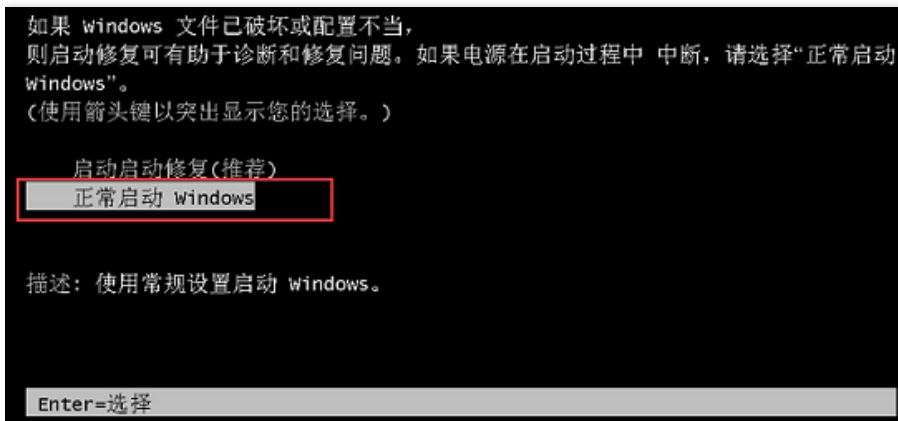 如果 Windows 文件已破坏或配置不当，
则启动修复可有助于诊断和修复问题。如果电源在启动过程中 中断，请选择“正常启动
Windows”。
(使用箭头键以突出显示您的选择。)
启动启动修复(推荐)
正常启动 Windows
描述: 使用常规设置启动 Windows。
Enter=选择